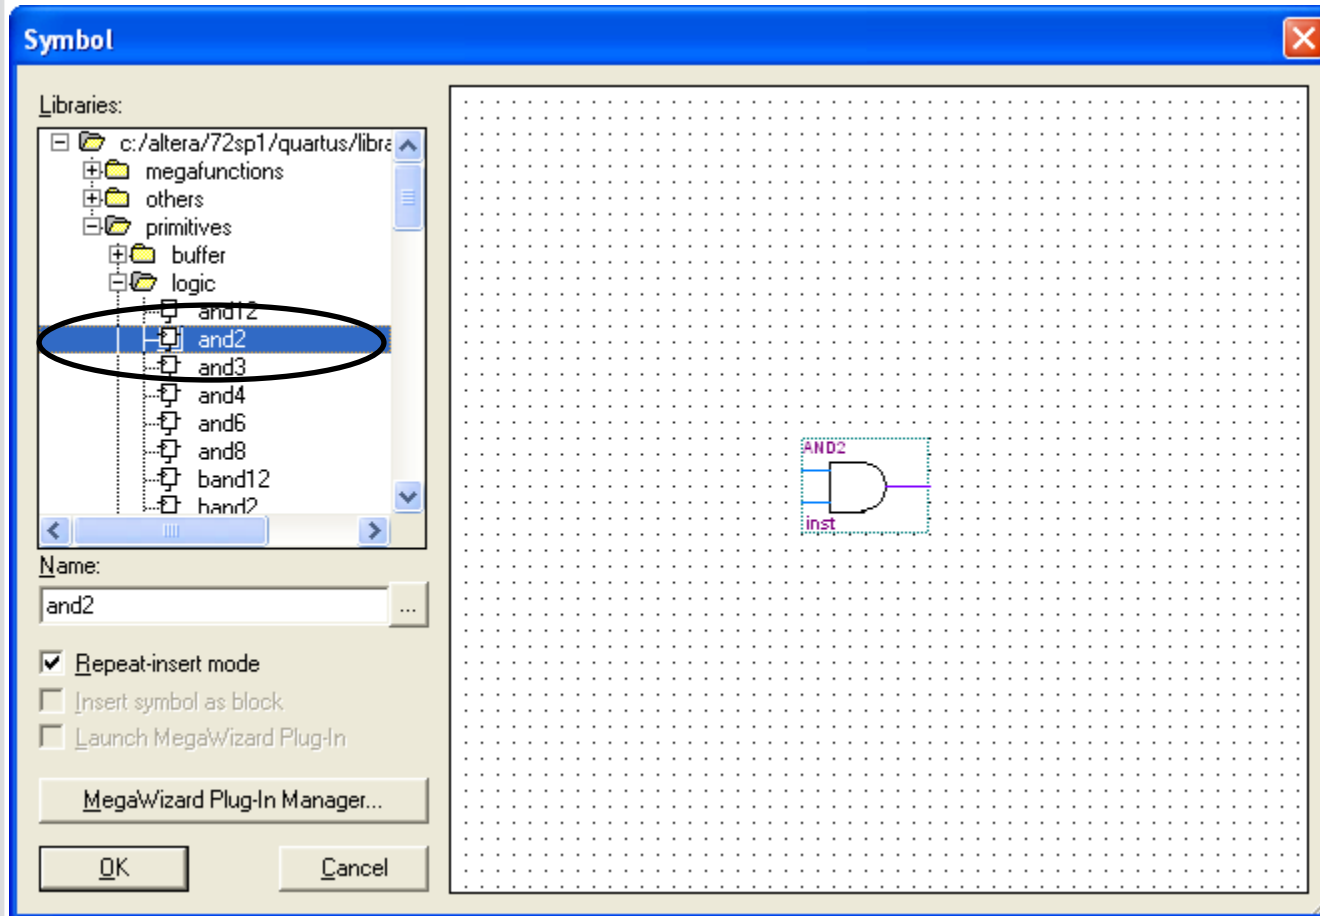 Symbol
Libraries:
c:/altera/72sp1/quartus/libra
megafunctions
others
primitives
buffer
logic
and12
and2
and3
and4
and6
and8
band12
band2
Name:
and2
...
Repeat-insert mode
Insert symbol as block
Launch MegaWizard Plug-In
MegaWizard Plug-In Manager...
OK
Cancel
AND2
inst